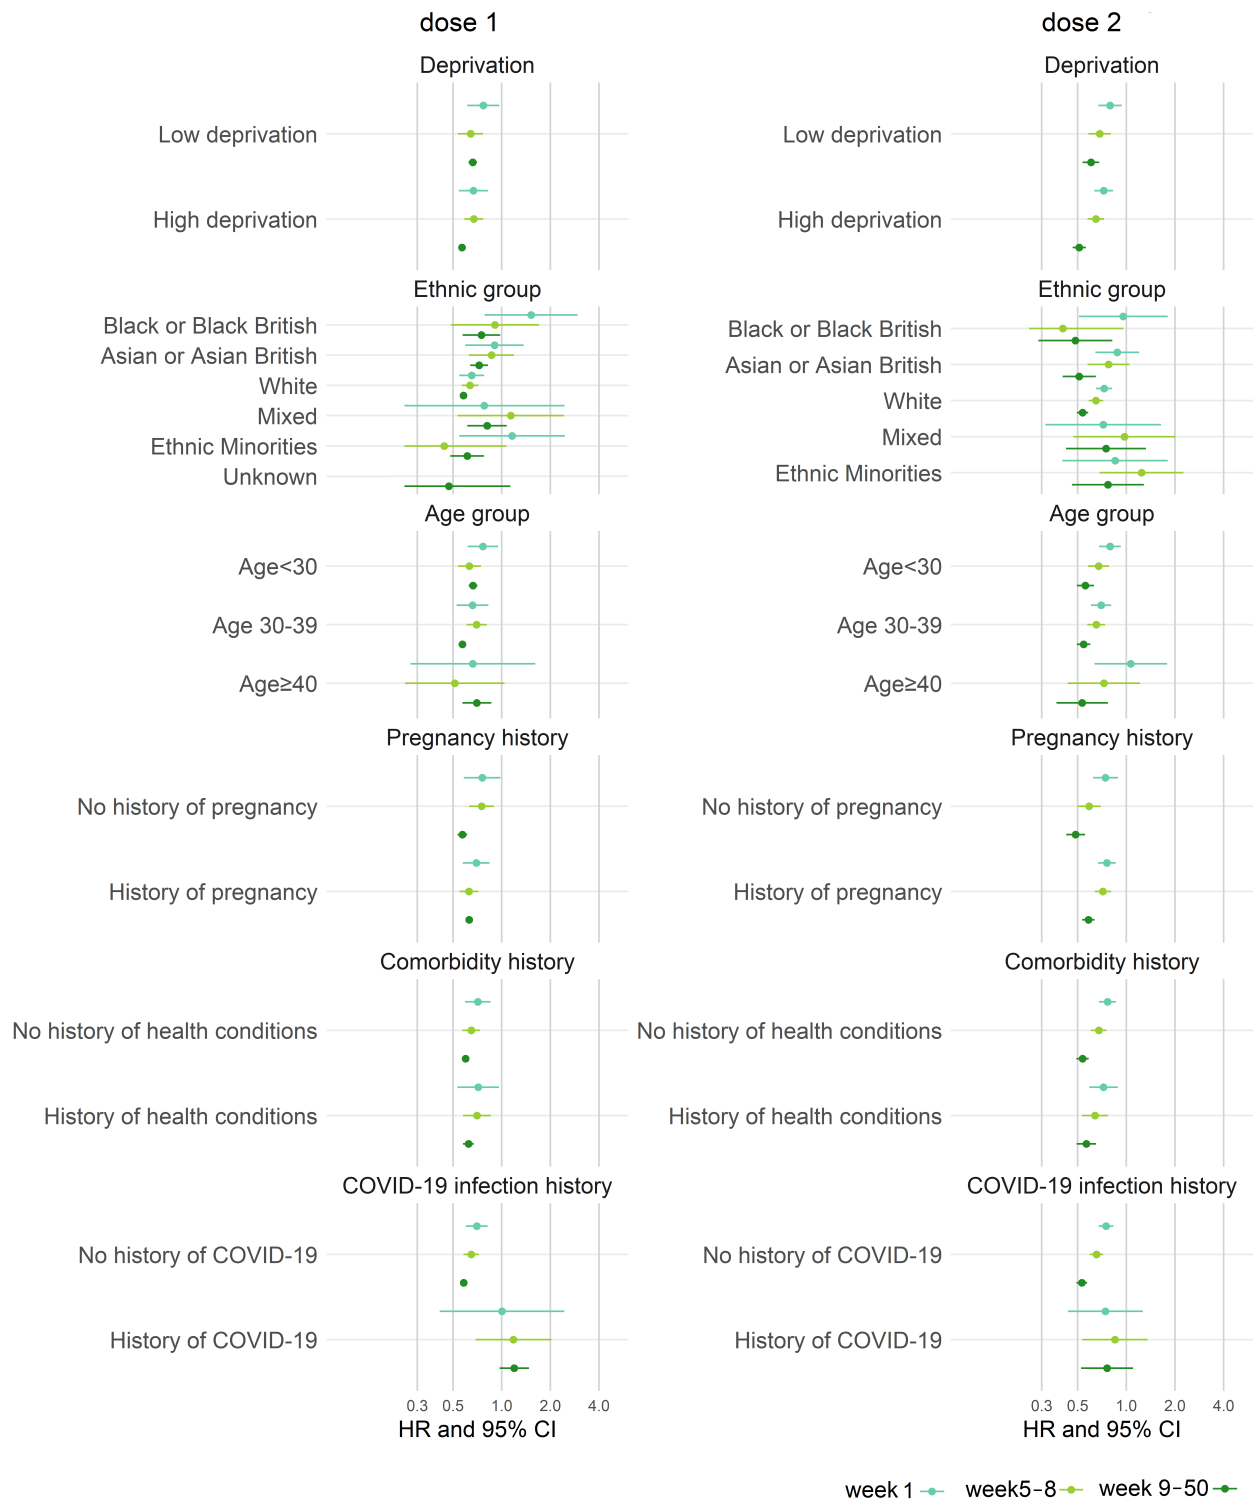 dose 1
Deprivation
Low deprivation
High deprivation
Ethnic group
Black or Black British
Asian or Asian British
White
Mixed
Ethnic Minorities
Unknown
Age group
Age<30
Age 30-39
Age≥40
Pregnancy history
No history of pregnancy
History of pregnancy
Comorbidity history
No history of health conditions
History of health conditions
COVID-19 infection history
No history of COVID-19
History of COVID-19
0.3 0.5 1.0 2.0 4.0
HR and 95% CI
dose 2
Deprivation
Low deprivation
High deprivation
Ethnic group
Black or Black British
Asian or Asian British
White
Mixed
Ethnic Minorities
Age group
Age<30
Age 30-39
Age≥40
Pregnancy history
No history of pregnancy
History of pregnancy
Comorbidity history
No history of health conditions
History of health conditions
COVID-19 infection history
No history of COVID-19
History of COVID-19
0.3 0.5 1.0 2.0 4.0
HR and 95% CI
week 1 week5-8 week 9-50